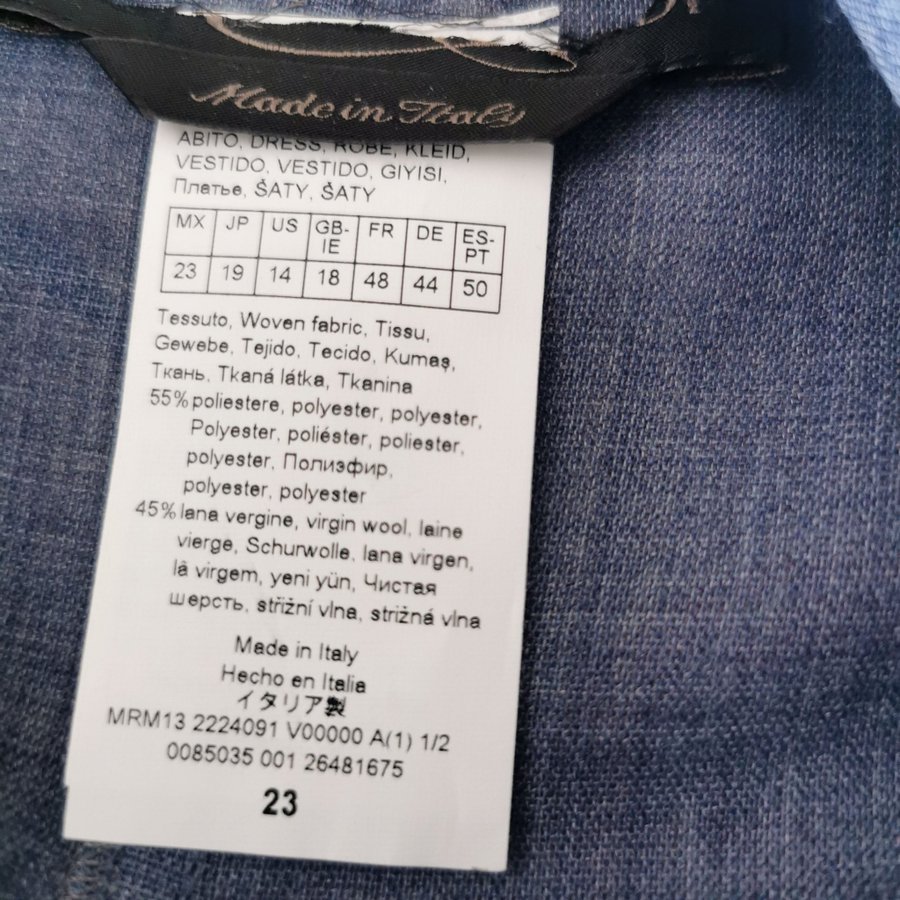 Made in Italy
ABITO, DRESS, ROBE, KLEID,
VESTIDO, VESTIDO, GIYISI,
Платье, ŠATY, ŠATY
MX JP US GB-IE FR DE ES-PT
23 19 14 18 48 44 50
Tessuto, Woven fabric, Tissu,
Gewebe, Tejido, Tecido, Kumaş,
Ткань, Tkaná látka, Tkanina
55% poliestere, polyester, polyester,
Polyester, poliéster, poliester,
polyester, Полиэфир,
polyester, polyester
45% lana vergine, virgin wool, laine
vierge, Schurwolle, lana virgen,
lã virgem, yeni yün, Чистая
шерсть, střižní vlna, strižná vlna
Made in Italy
Hecho en Italia
イタリア製
MRM13 2224091 V00000 A(1) 1/2
0085035 001 26481675
23